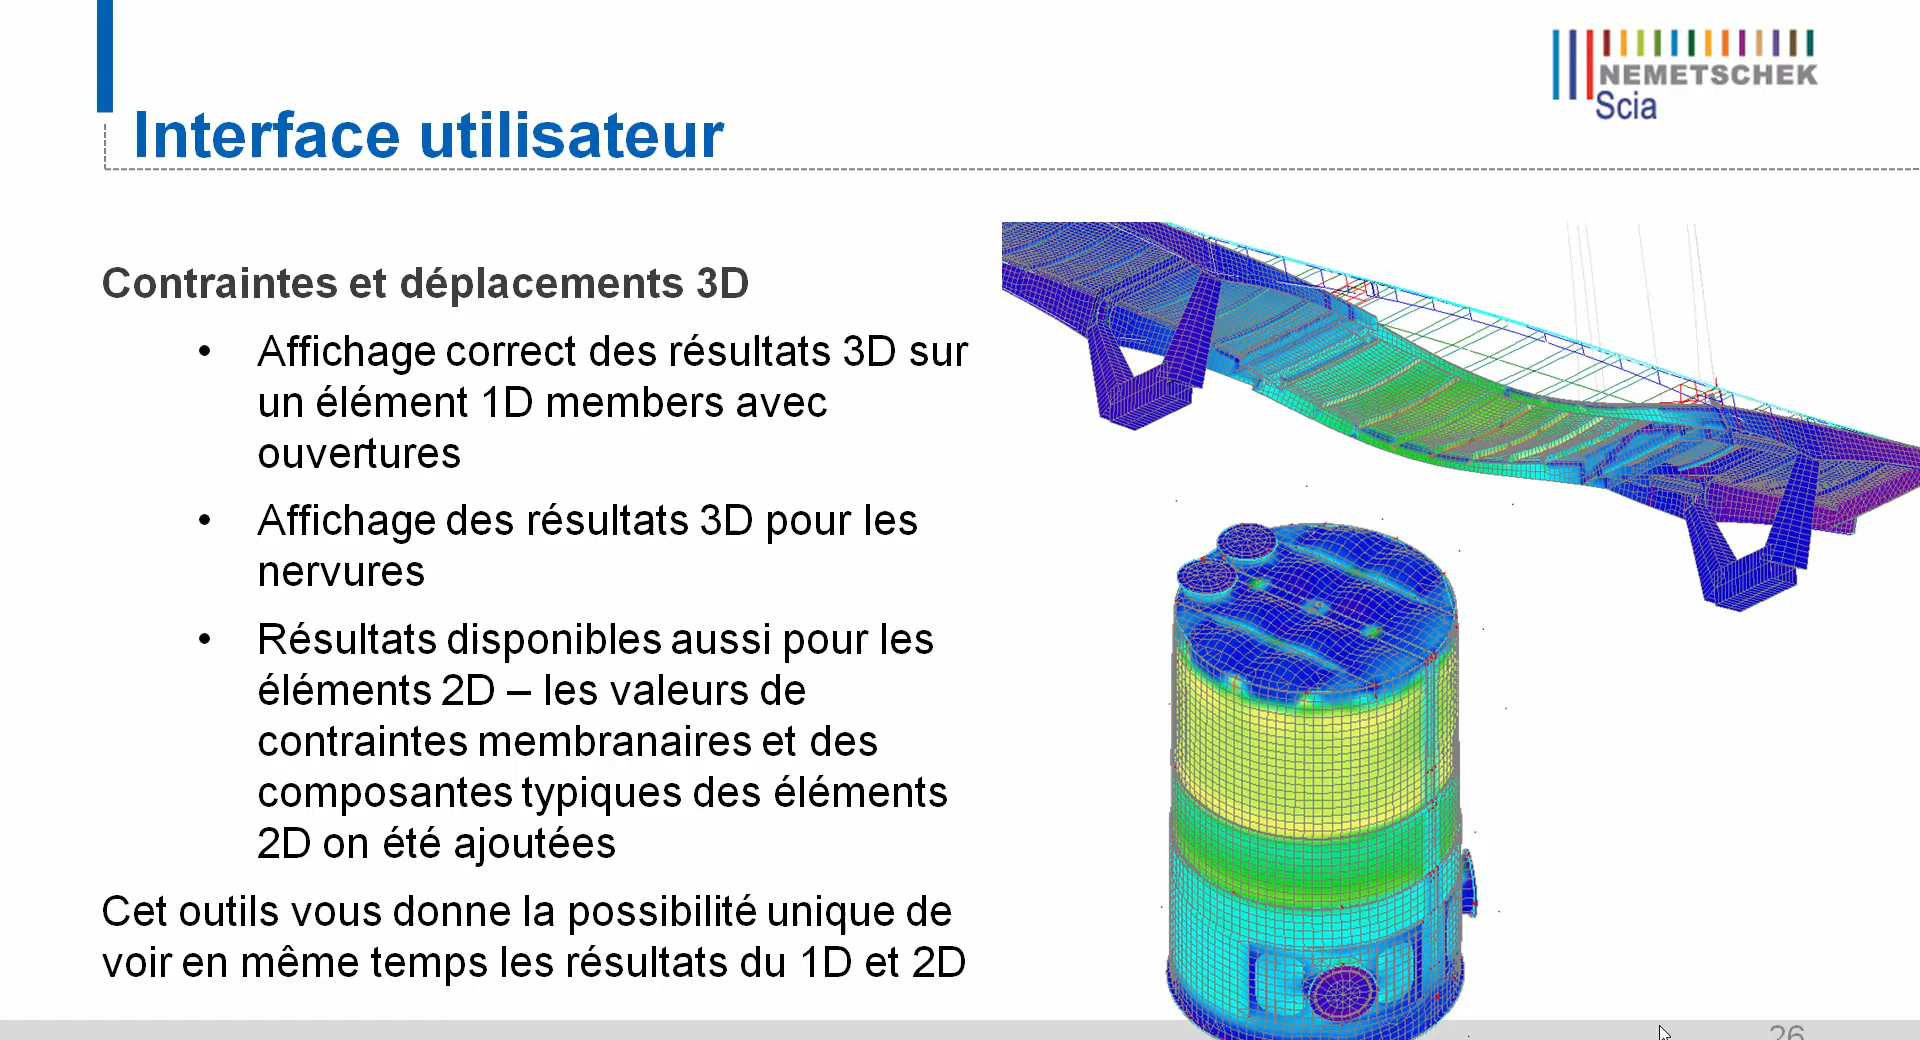 NEMETSCHEK
Scia
Interface utilisateur
Contraintes et déplacements 3D
• Affichage correct des résultats 3D sur
un élément 1D members avec
ouvertures
• Affichage des résultats 3D pour les
nervures
• Résultats disponibles aussi pour les
éléments 2D – les valeurs de
contraintes membranaires et des
composantes typiques des éléments
2D on été ajoutées
Cet outils vous donne la possibilité unique de
voir en même temps les résultats du 1D et 2D
26